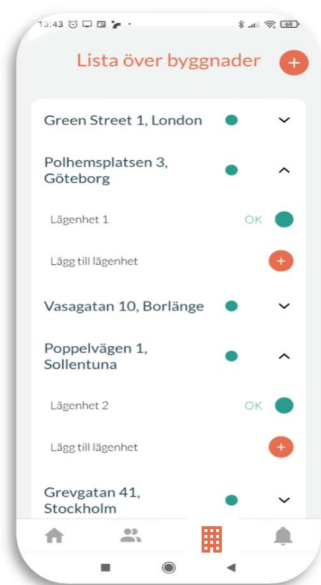 13:43
Lista över byggnader
Green Street 1, London
Polhemsplatsen 3,
Göteborg
Lägenhet 1 OK
Lägg till lägenhet
Vasagatan 10, Borlänge
Poppelvägen 1,
Sollentuna
Lägenhet 2 OK
Lägg till lägenhet
Grevgatan 41,
Stockholm